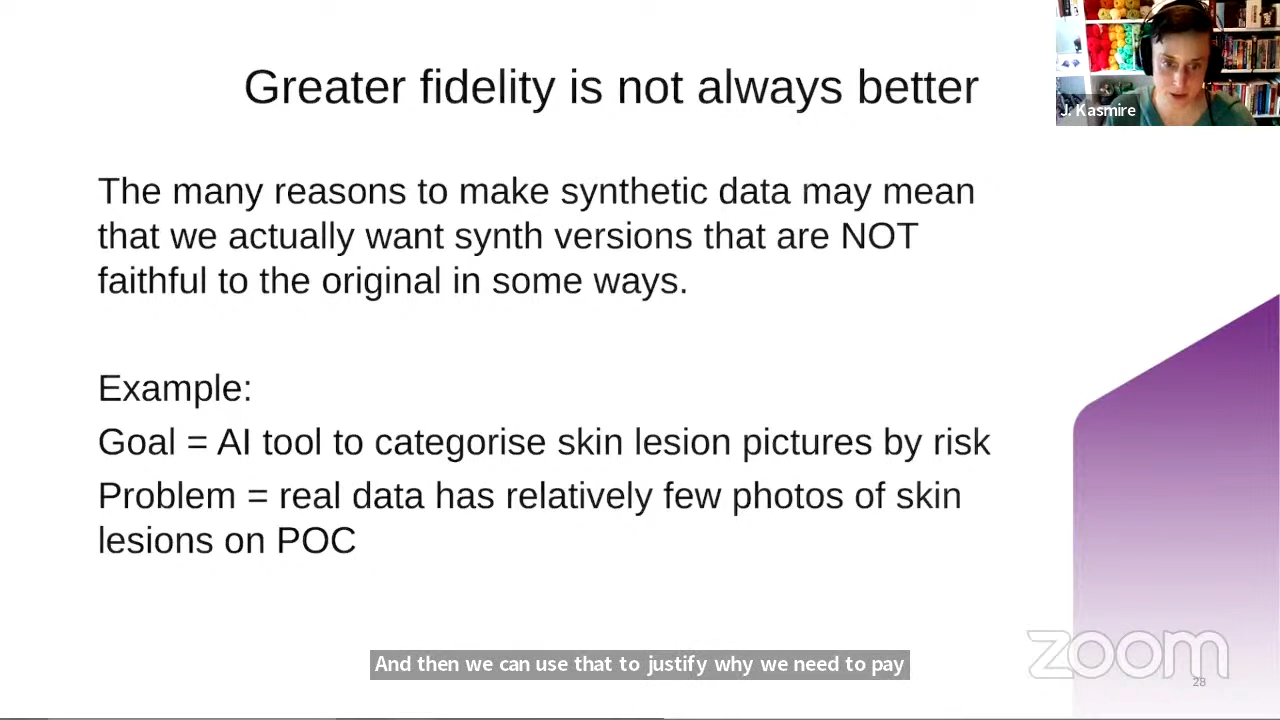 Greater fidelity is not always better
J. Kasmire
The many reasons to make synthetic data may mean
that we actually want synth versions that are NOT
faithful to the original in some ways.
Example:
Goal = AI tool to categorise skin lesion pictures by risk
Problem = real data has relatively few photos of skin
lesions on POC
And then we can use that to justify why we need to pay
zoom
28